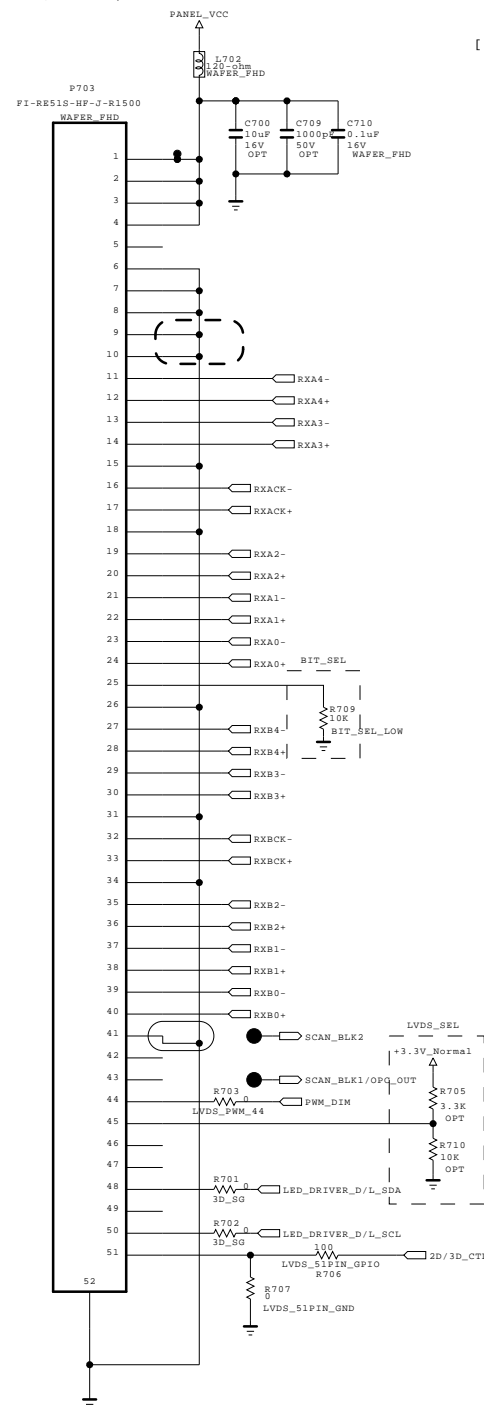 PANEL_VCC
[
L702
120-ohm
WAFER_FHD
P703
FI-RE51S-HF-J-R1500
WAFER_FHD
C700
10uF
16V
OPT
C709
1000pF
50V
OPT
C710
0.1uF
16V
WAFER_FHD
1
2
3
4
5
6
7
8
9
10
11
RXA4-
12
RXA4+
13
RXA3-
14
RXA3+
15
16
RXACK-
17
RXACK+
18
19
RXA2-
20
RXA2+
21
RXA1-
22
RXA1+
23
RXA0-
24
RXA0+
BIT_SEL
25
R709
10K
BIT_SEL_LOW
26
27
RXB4-
28
RXB4+
29
RXB3-
30
RXB3+
31
32
RXBCK-
33
RXBCK+
34
35
RXB2-
36
RXB2+
37
RXB1-
38
RXB1+
39
RXB0-
40
RXB0+
LVDS_SEL
41
SCAN_BLK2
+3.3V_Normal
42
43
SCAN_BLK1/OPC_OUT
R703
0
44
PWM_DIM
LVDS_PWM_44
R705
3.3K
OPT
45
46
R710
10K
OPT
47
R701
0
48
LED_DRIVER_D/L_SDA
3D_SG
49
R702
0
50
LED_DRIVER_D/L_SCL
3D_SG
51
100
2D/3D_CTL
LVDS_51PIN_GPIO
R706
52
R707
0
LVDS_51PIN_GND